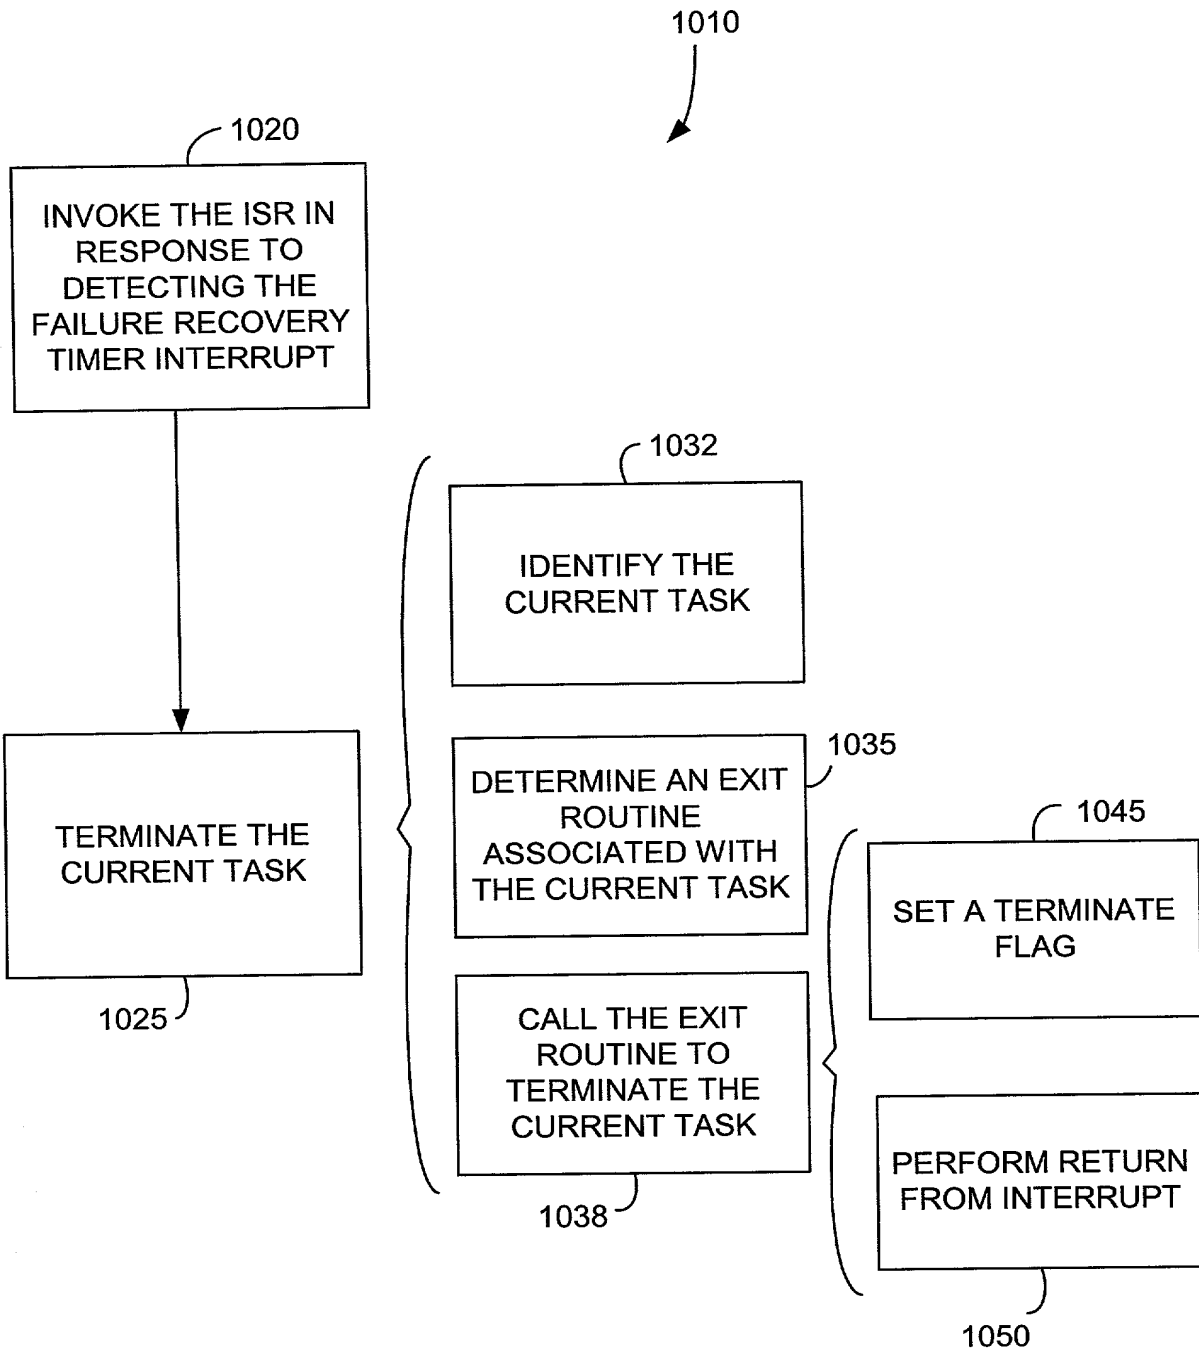 1010
1020
INVOKE THE ISR IN
RESPONSE TO
DETECTING THE
FAILURE RECOVERY
TIMER INTERRUPT
1032
IDENTIFY THE
CURRENT TASK
1035
DETERMINE AN EXIT
ROUTINE
ASSOCIATED WITH
THE CURRENT TASK
TERMINATE THE
CURRENT TASK
1025
1045
SET A TERMINATE
FLAG
CALL THE EXIT
ROUTINE TO
TERMINATE THE
CURRENT TASK
1038
PERFORM RETURN
FROM INTERRUPT
1050